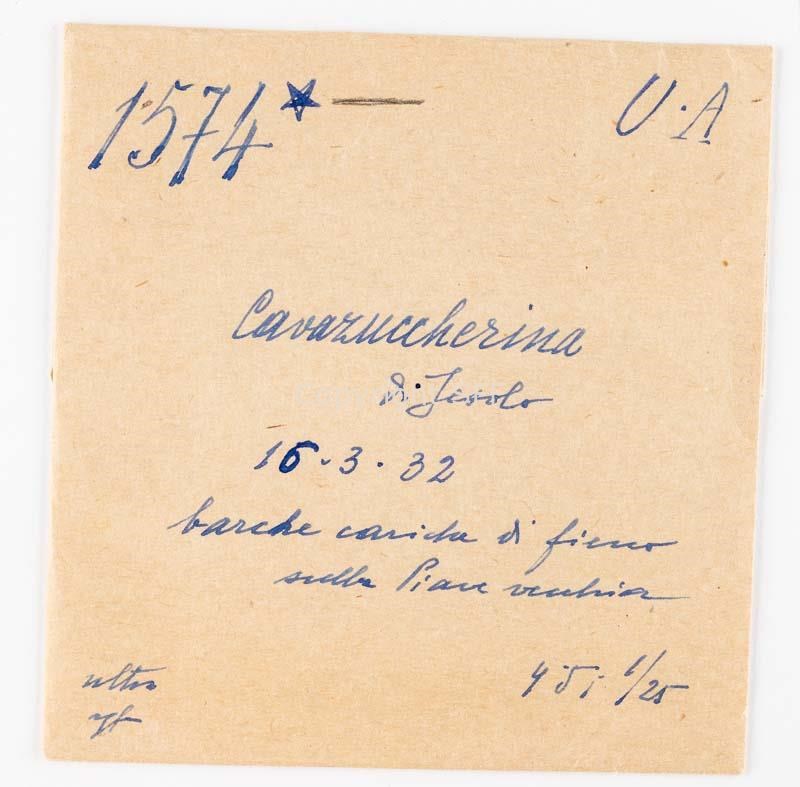 1574* —
U·A
Cavazuccherina
di Jesolo
16·3·32
barche cariche di fieno
sulla Piave vecchia
ultra
4,5 i 1/25